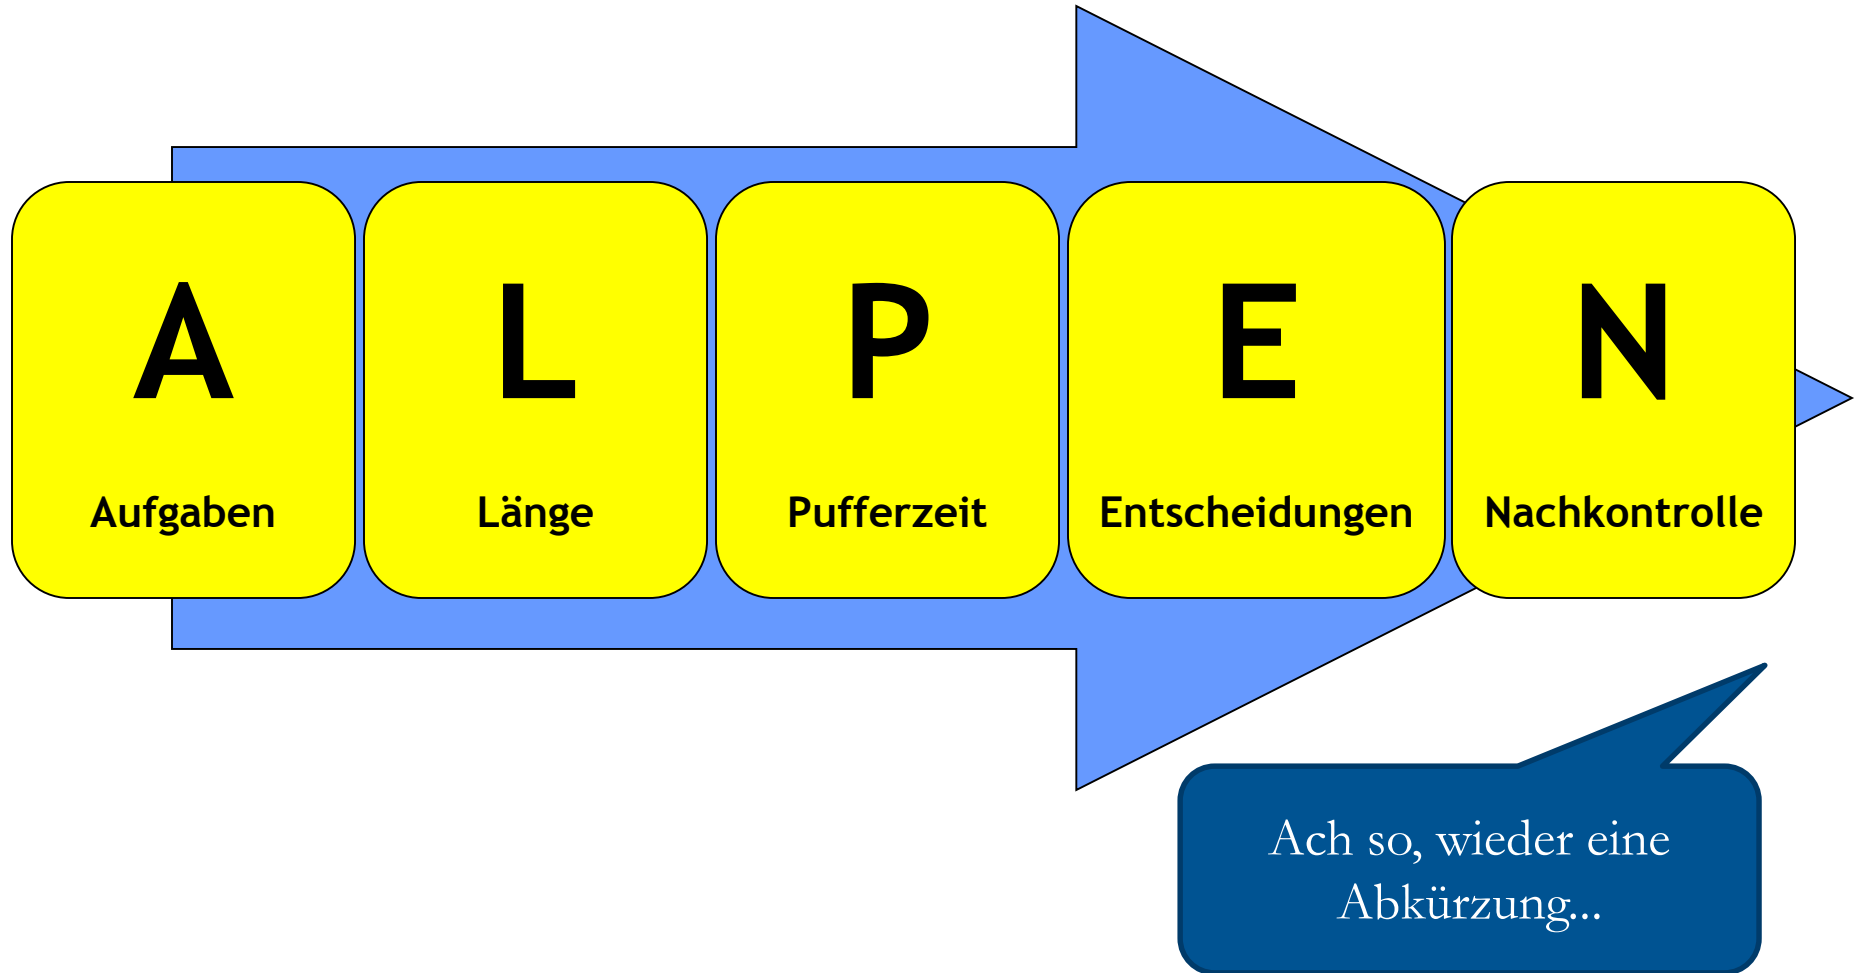 A L P E N
Aufgaben Länge Pufferzeit Entscheidungen Nachkontrolle
Ach so, wieder eine
Abkürzung...